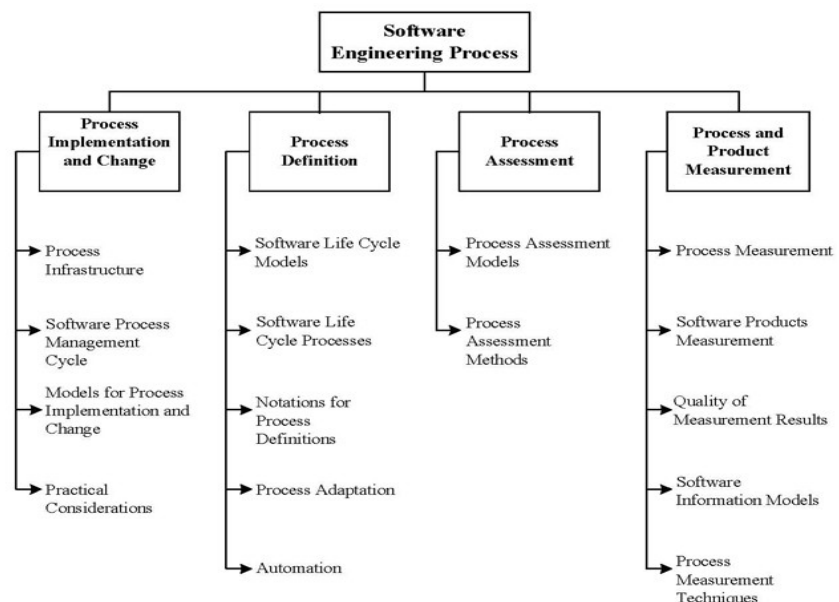 Software
Engineering Process
Process
Implementation
and Change
Process
Infrastructure
Software Process
Management
Cycle
Models for Process
Implementation and
Change
Practical
Considerations
Process
Definition
Software Life Cycle
Models
Software Life
Cycle Processes
Notations for
Process
Definitions
Process Adaptation
Automation
Process
Assessment
Process Assessment
Models
Process
Assessment
Methods
Process and
Product
Measurement
Process Measurement
Software Products
Measurement
Quality of
Measurement Results
Software
Information Models
Process
Measurement
Techniques